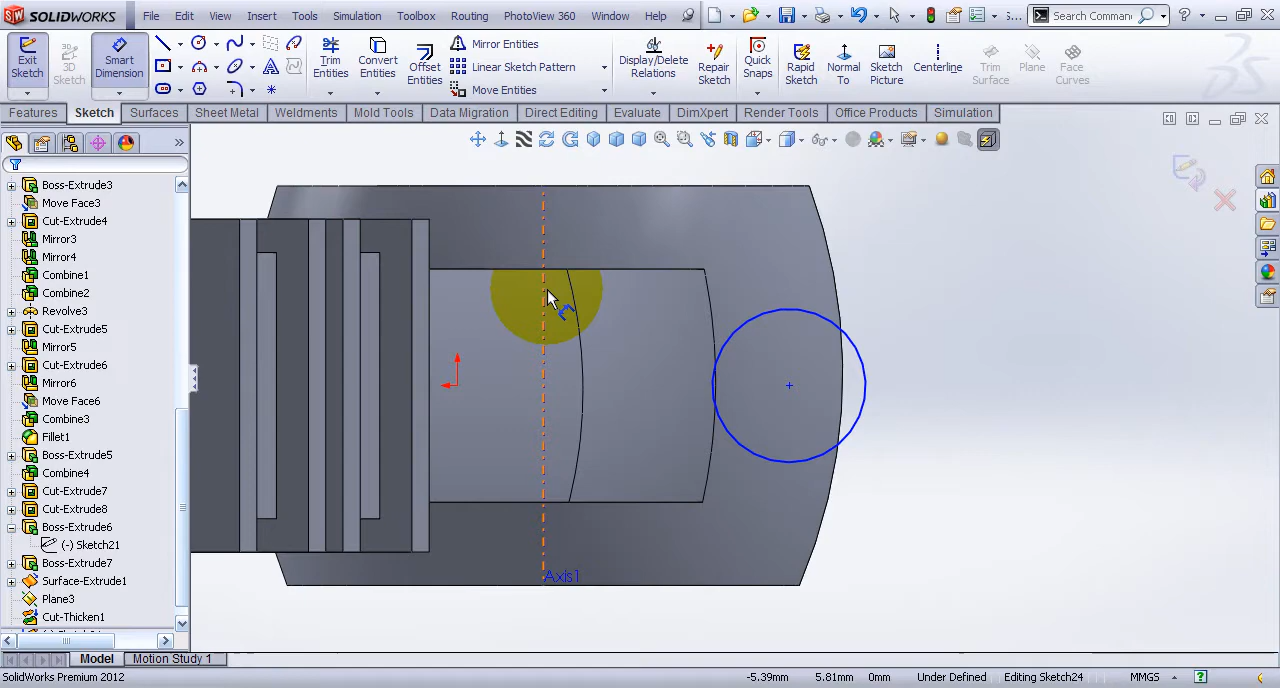 SOLIDWORKS File Edit View Insert Tools Simulation Toolbox Routing PhotoView 360 Window Help S... Search Comman
Exit Sketch
3D Sketch
Smart Dimension
Trim Entities
Convert Entities
Offset Entities
Mirror Entities
Linear Sketch Pattern
Move Entities
Display/Delete Relations
Repair Sketch
Quick Snaps
Rapid Sketch
Normal To
Sketch Picture
Centerline
Trim Surface
Plane
Face Curves
Features Sketch Surfaces Sheet Metal Weldments Mold Tools Data Migration Direct Editing Evaluate DimXpert Render Tools Office Products Simulation
Boss-Extrude3
Move Face3
Cut-Extrude4
Mirror3
Mirror4
Combine1
Combine2
Revolve1
Cut-Extrude5
Mirror5
Cut-Extrude6
Mirror6
Move Face6
Combine3
Fillet1
Boss-Extrude5
Combine4
Cut-Extrude7
Cut-Extrude8
Boss-Extrude6
(-) Sketch21
Boss-Extrude7
Surface-Extrude1
Plane3
Cut-Thicken1
Axis1
Model Motion Study 1
SolidWorks Premium 2012 -5.39mm 5.81mm 0mm Under Defined Editing Sketch24 MMGS